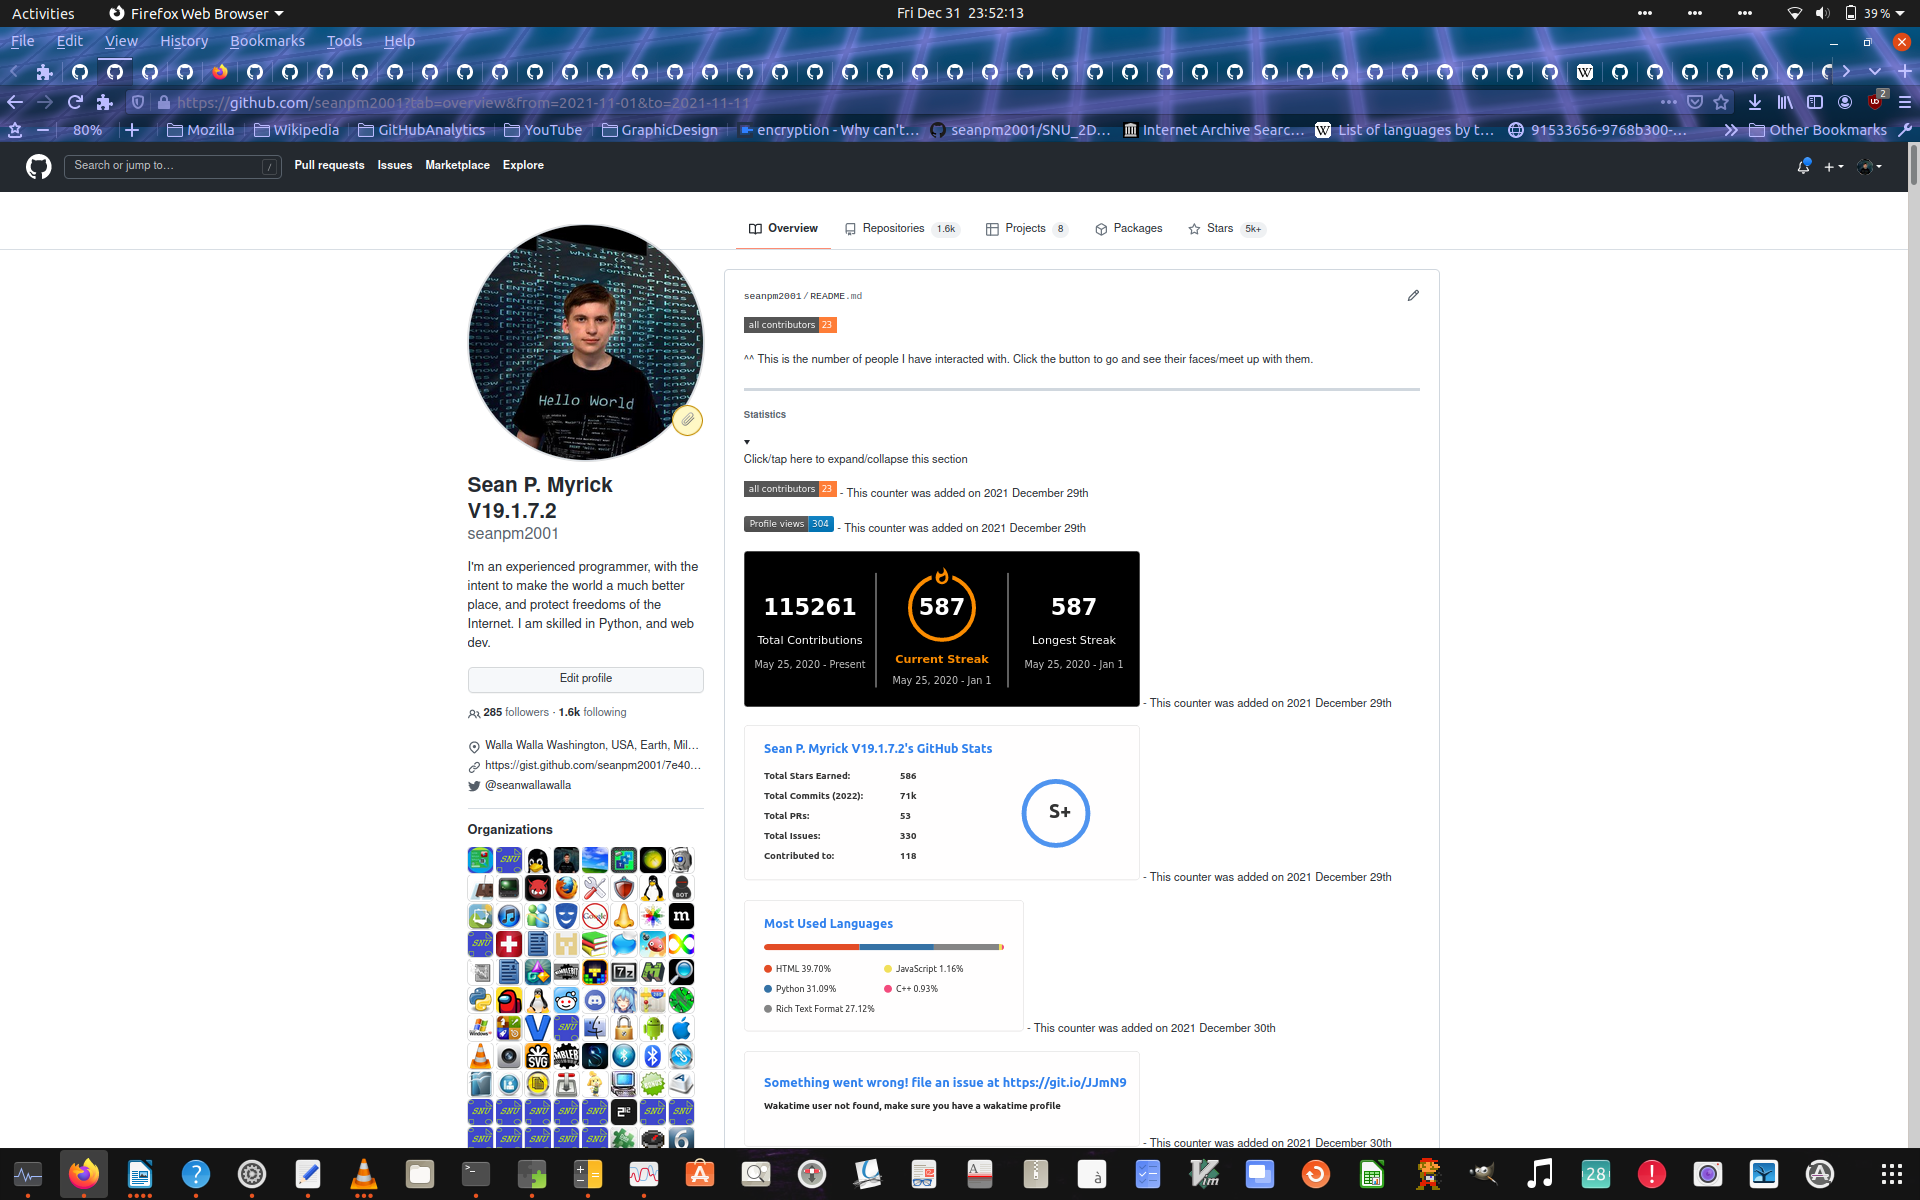 Activities
Firefox Web Browser
Fri Dec 31  23:52:13
39 %
File Edit View History Bookmarks Tools Help
https://github.com/seanpm2001?tab=overview&from=2021-11-01&to=2021-11-11
2
80%
Mozilla
Wikipedia
GitHubAnalytics
YouTube
GraphicDesign
encryption - Why can't...
seanpm2001/SNU_2D...
Internet Archive Searc...
List of languages by t...
91533656-9768b300-...
Other Bookmarks
Search or jump to...
/
Pull requests
Issues
Marketplace
Explore
Overview
Repositories 1.6k
Projects 8
Packages
Stars 5k+
Hello World
Sean P. Myrick
V19.1.7.2
seanpm2001
I'm an experienced programmer, with the
intent to make the world a much better
place, and protect freedoms of the
Internet. I am skilled in Python, and web
dev.
Edit profile
285 followers · 1.6k following
Walla Walla Washington, USA, Earth, Mil...
https://gist.github.com/seanpm2001/7e40...
@seanwallawalla
Organizations
seanpm2001/README.md
all contributors 23
^^ This is the number of people I have interacted with. Click the button to go and see their faces/meet up with them.
Statistics
Click/tap here to expand/collapse this section
all contributors 23 - This counter was added on 2021 December 29th
Profile views 304 - This counter was added on 2021 December 29th
115261
Total Contributions
May 25, 2020 - Present
587
Current Streak
May 25, 2020 - Jan 1
587
Longest Streak
May 25, 2020 - Jan 1
- This counter was added on 2021 December 29th
Sean P. Myrick V19.1.7.2's GitHub Stats
Total Stars Earned: 586
Total Commits (2022): 71k
Total PRs: 53
Total Issues: 330
Contributed to: 118
S+
- This counter was added on 2021 December 29th
Most Used Languages
HTML 39.70%
JavaScript 1.16%
Python 31.09%
C++ 0.93%
Rich Text Format 27.12%
- This counter was added on 2021 December 30th
Something went wrong! file an issue at https://git.io/JJmN9
Wakatime user not found, make sure you have a wakatime profile
- This counter was added on 2021 December 30th
28